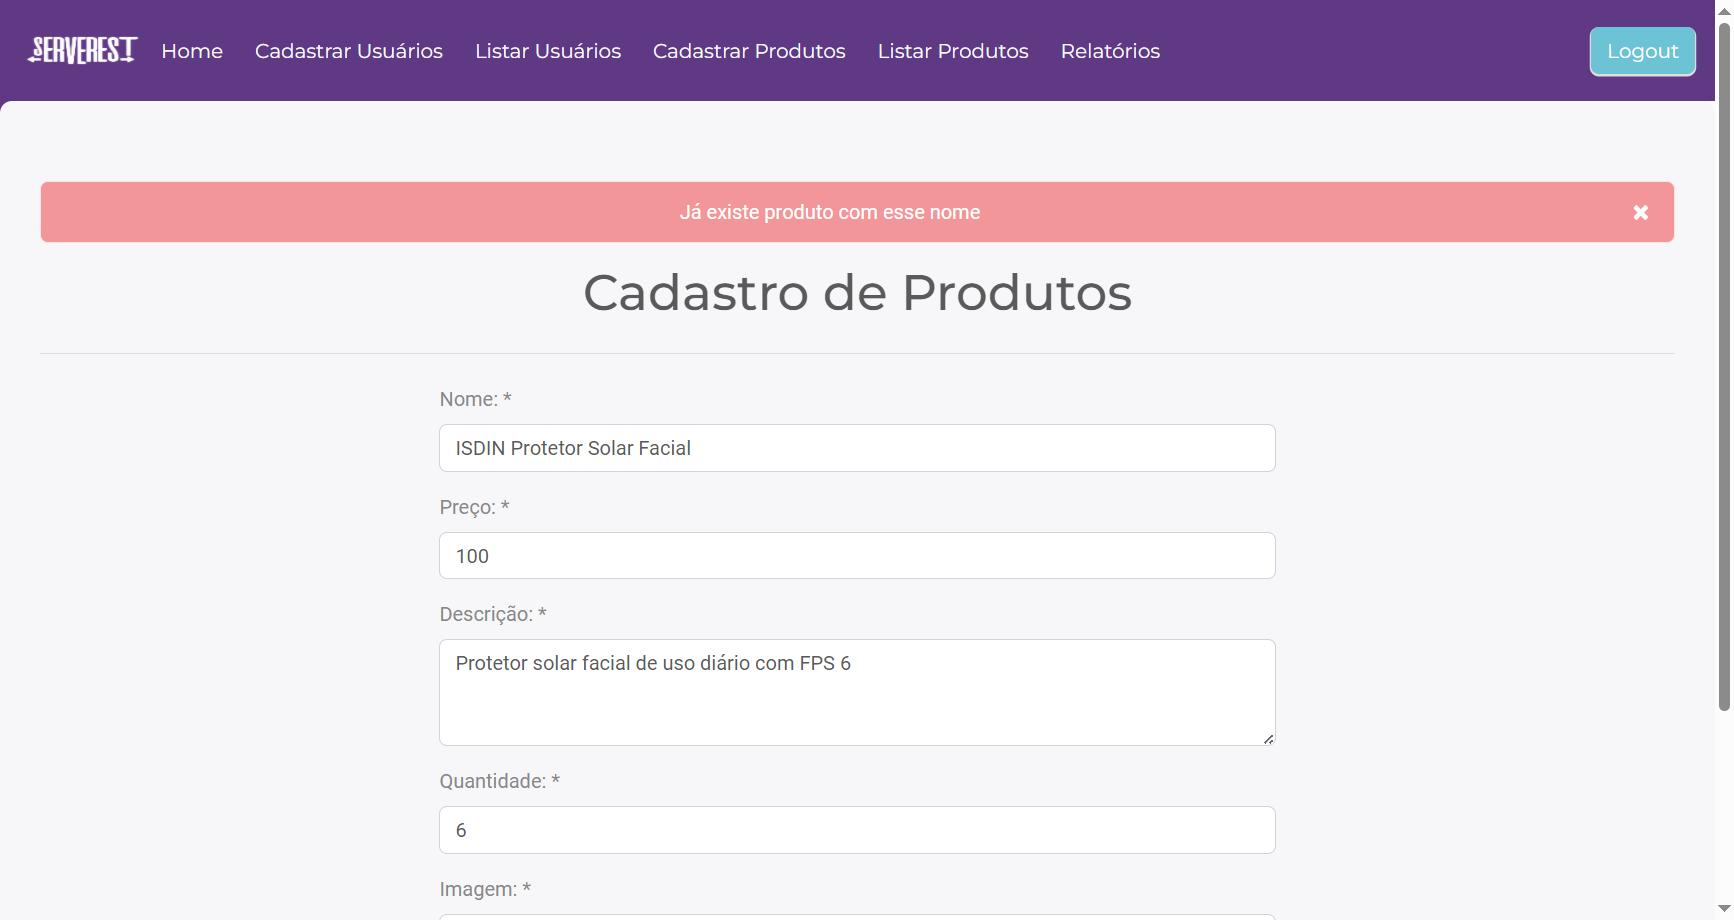 SERVEREST Home Cadastrar Usuários Listar Usuários Cadastrar Produtos Listar Produtos Relatórios Logout
Já existe produto com esse nome
Cadastro de Produtos
Nome: *
ISDIN Protetor Solar Facial
Preço: *
100
Descrição: *
Protetor solar facial de uso diário com FPS 6
Quantidade: *
6
Imagem: *